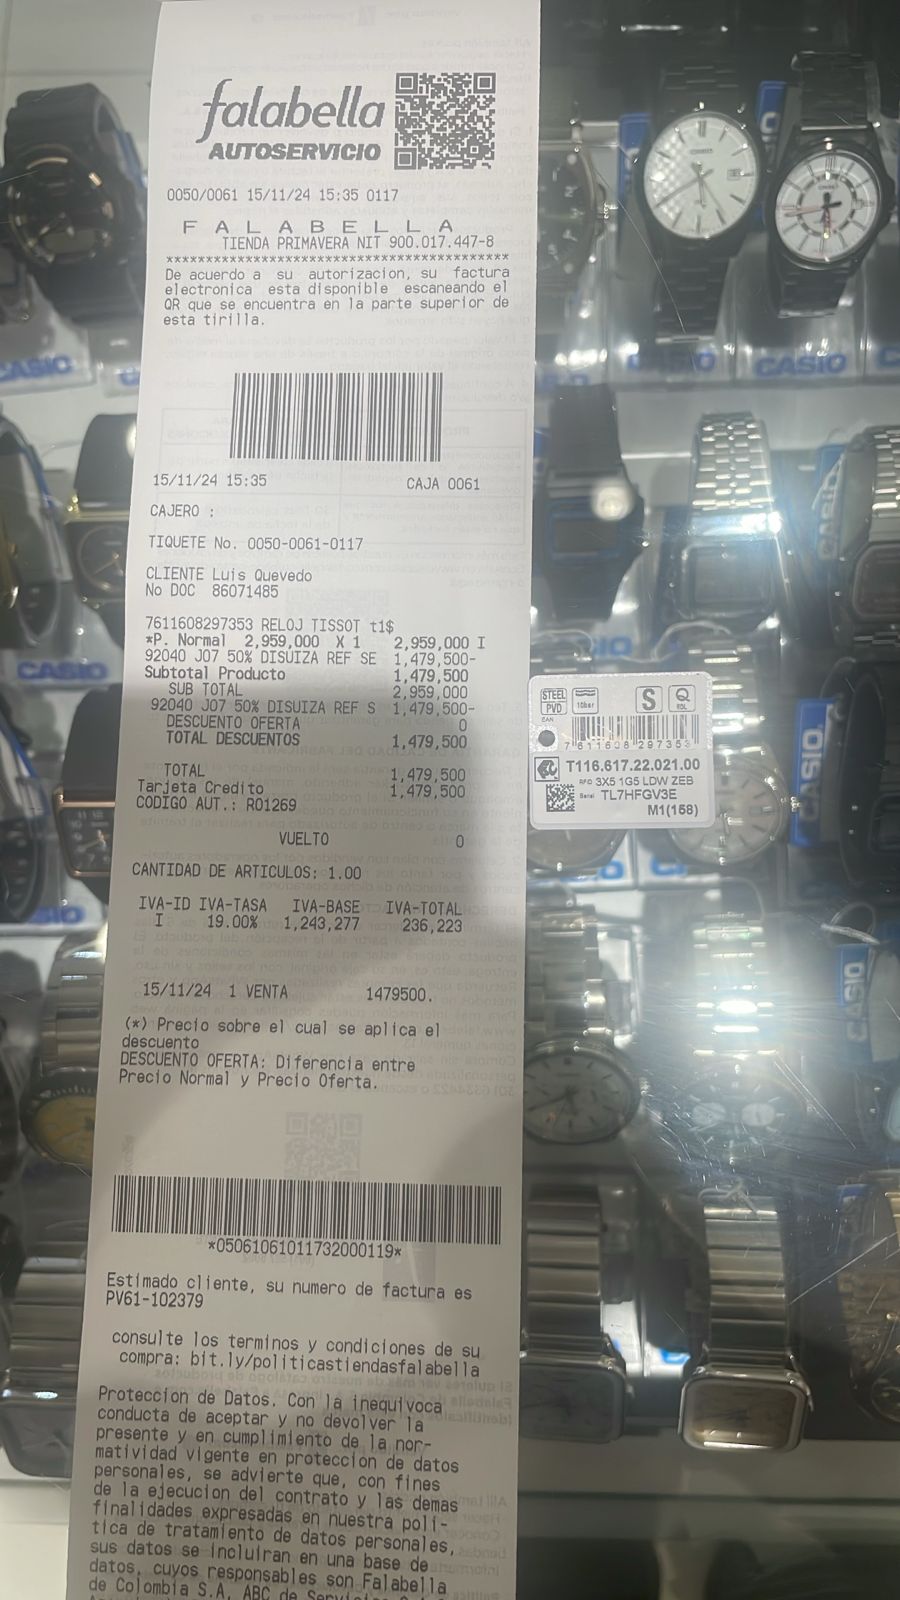 falabella
AUTOSERVICIO
0050/0061 15/11/24 15:35 0117
F A L A B E L L A
TIENDA PRIMAVERA NIT 900.017.447-8
******************************************
De acuerdo a su autorizacion, su factura
electronica esta disponible escaneando el
QR que se encuentra en la parte superior de
esta tirilla.
15/11/24 15:35 CAJA 0061
CAJERO :
TIQUETE No. 0050-0061-0117
CLIENTE Luis Quevedo
No DOC 86071485
7611608297353 RELOJ TISSOT t1$
*P. Normal 2,959,000 X 1 2,959,000 I
92040 J07 50% DISUIZA REF SE 1,479,500-
Subtotal Producto 1,479,500
SUB TOTAL 2,959,000
92040 J07 50% DISUIZA REF S 1,479,500-
DESCUENTO OFERTA 0
TOTAL DESCUENTOS 1,479,500
TOTAL 1,479,500
Tarjeta Credito 1,479,500
CODIGO AUT.: R01269
VUELTO 0
CANTIDAD DE ARTICULOS: 1.00
IVA-ID IVA-TASA IVA-BASE IVA-TOTAL
I 19.00% 1,243,277 236,223
15/11/24 1 VENTA 1479500.
(*) Precio sobre el cual se aplica el
descuento
DESCUENTO OFERTA: Diferencia entre
Precio Normal y Precio Oferta.
*05061061011732000119*
Estimado cliente, su numero de factura es
PV61-102379
consulte los terminos y condiciones de su
compra: bit.ly/politicastiendasfalabella
Proteccion de Datos. Con la inequivoca
conducta de aceptar y no devolver la
presente y en cumplimiento de la nor-
matividad vigente en proteccion de datos
personales, se advierte que, con fines
de la ejecucion del contrato y las demas
finalidades expresadas en nuestra poli-
tica de tratamiento de datos personales,
sus datos se incluiran en una base de
datos, cuyos responsables son Falabella
de Colombia S.A, ABC de
STEEL
PVD
10bar
S
Q
EOL
EAN
7 611608 297353
T116.617.22.021.00
RFO 3X5 1G5 LDW ZEB
Serial TL7HFGV3E
M1(158)
CASIO
CASIO
CASIO
CASIO
CASIO
CASIO
CASIO